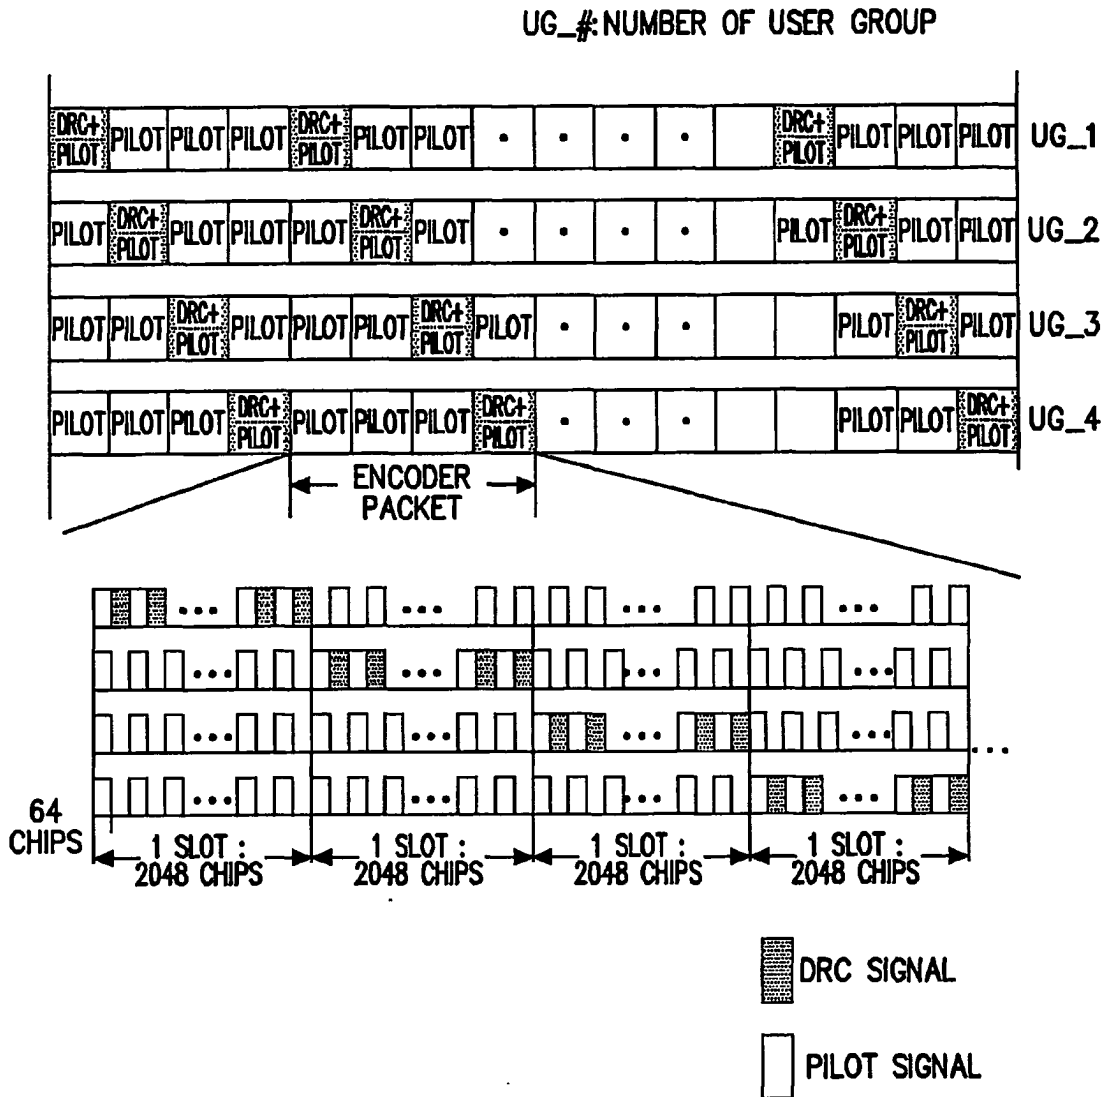 UG_#:NUMBER OF USER GROUP
DRC+ PILOT PILOT PILOT PILOT DRC+ PILOT PILOT PILOT • • • • DRC+ PILOT PILOT PILOT PILOT UG_1
PILOT DRC+ PILOT PILOT PILOT PILOT DRC+ PILOT PILOT • • • • PILOT DRC+ PILOT PILOT PILOT UG_2
PILOT PILOT DRC+ PILOT PILOT PILOT PILOT DRC+ PILOT PILOT • • • PILOT DRC+ PILOT PILOT UG_3
PILOT PILOT PILOT DRC+ PILOT PILOT PILOT PILOT DRC+ PILOT • • • PILOT PILOT DRC+ PILOT UG_4
ENCODER
PACKET
64
CHIPS
1 SLOT :
2048 CHIPS
1 SLOT :
2048 CHIPS
1 SLOT :
2048 CHIPS
1 SLOT :
2048 CHIPS
DRC SIGNAL
PILOT SIGNAL